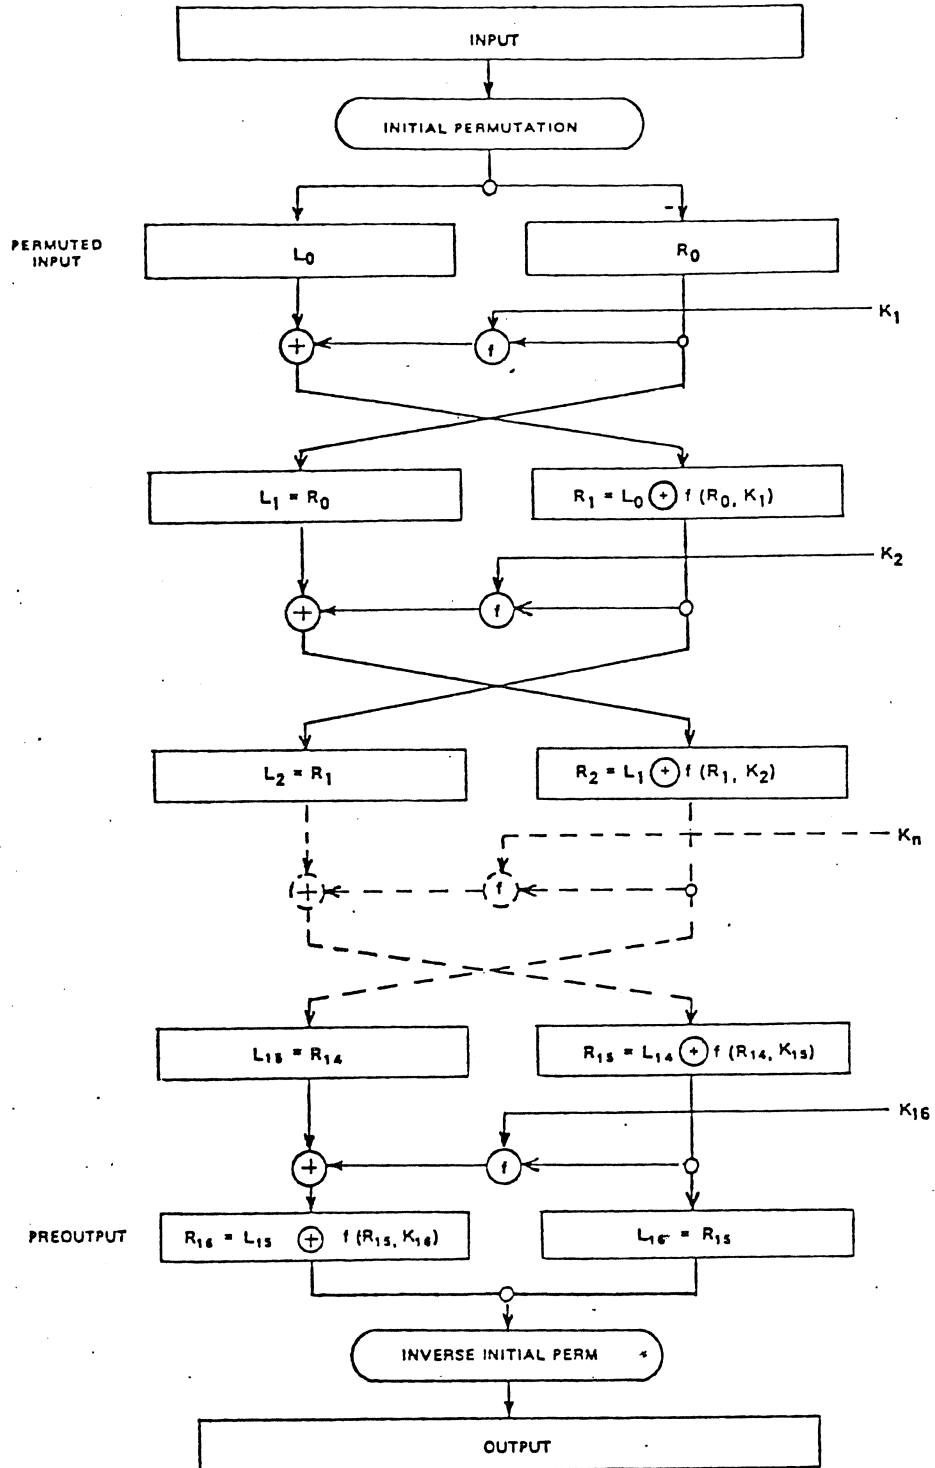 INPUT
INITIAL PERMUTATION
PERMUTED
INPUT
L₀
R₀
K₁
+
f
L₁ = R₀
R₁ = L₀ ⊕ f (R₀, K₁)
K₂
+
f
L₂ = R₁
R₂ = L₁ ⊕ f (R₁, K₂)
Kₙ
+
f
L₁₅ = R₁₄
R₁₅ = L₁₄ ⊕ f (R₁₄, K₁₅)
K₁₆
+
f
PREOUTPUT
R₁₆ = L₁₅ ⊕ f (R₁₅, K₁₆)
L₁₆ = R₁₅
INVERSE INITIAL PERM
OUTPUT